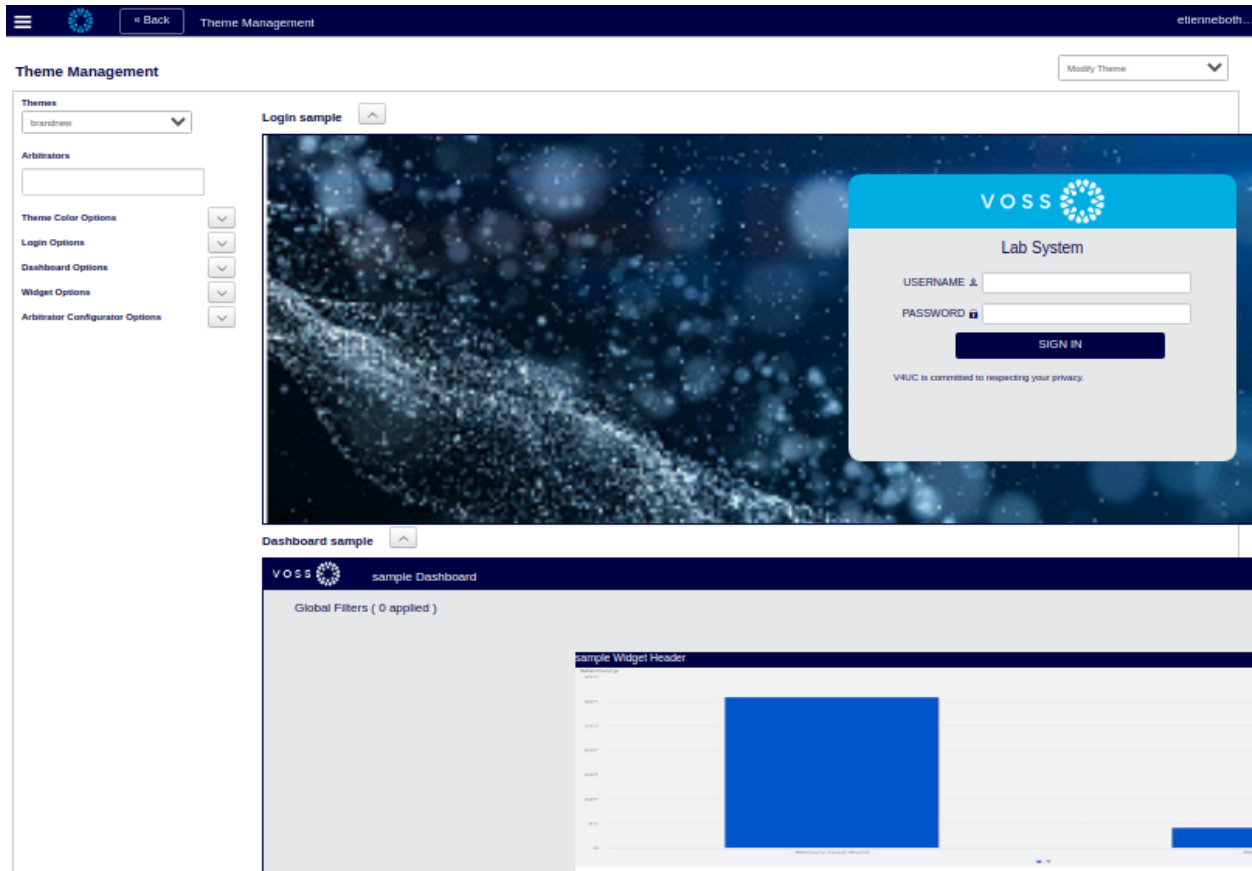 « Back
Theme Management
etienneboth...
Theme Management
Modify Theme
Themes
brandnew
Arbitrators
Theme Color Options
Login Options
Dashboard Options
Widget Options
Arbitrator Configurator Options
Login sample
VOSS
Lab System
USERNAME
PASSWORD
SIGN IN
V4UC is committed to respecting your privacy.
Dashboard sample
VOSS
sample Dashboard
Global Filters ( 0 applied )
sample Widget Header
Memory